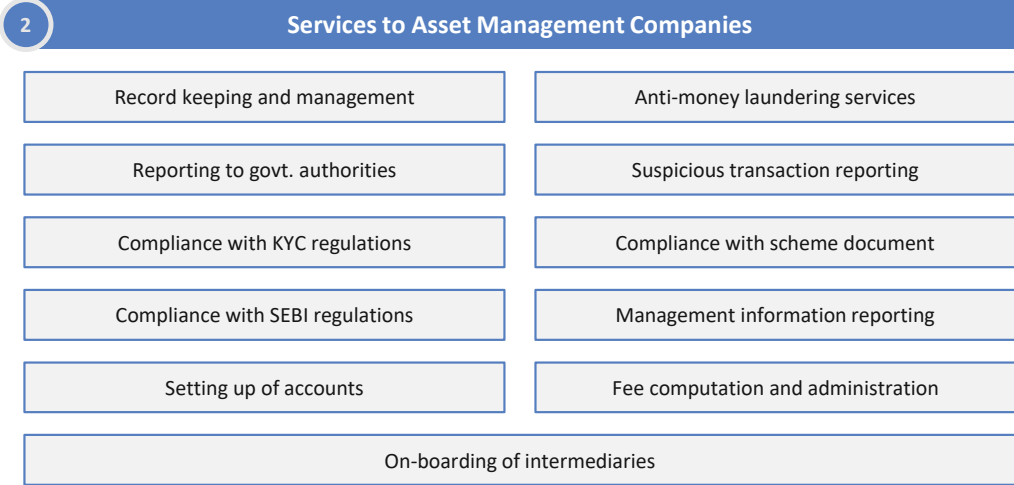 2
Services to Asset Management Companies
Record keeping and management
Anti-money laundering services
Reporting to govt. authorities
Suspicious transaction reporting
Compliance with KYC regulations
Compliance with scheme document
Compliance with SEBI regulations
Management information reporting
Setting up of accounts
Fee computation and administration
On-boarding of intermediaries